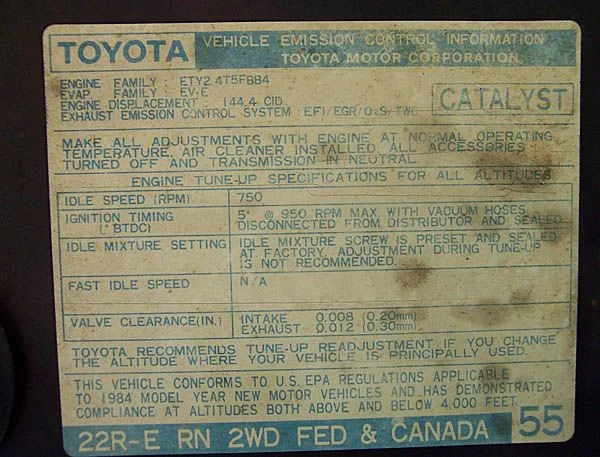 TOYOTA VEHICLE EMISSION CONTROL INFORMATION
TOYOTA MOTOR CORPORATION
ENGINE FAMILY : ETY2.4T5FBB4
EVAP FAMILY : EV-E
ENGINE DISPLACEMENT : 144.4 CID
EXHAUST EMISSION CONTROL SYSTEM : EFI/EGR/O2S/TWC
CATALYST
MAKE ALL ADJUSTMENTS WITH ENGINE AT NORMAL OPERATING
TEMPERATURE, AIR CLEANER INSTALLED, ALL ACCESSORIES
TURNED OFF AND TRANSMISSION IN NEUTRAL.
ENGINE TUNE-UP SPECIFICATIONS FOR ALL ALTITUDES
IDLE SPEED (RPM) 750
IGNITION TIMING 5° @ 950 RPM MAX. WITH VACUUM HOSES
(° BTDC) DISCONNECTED FROM DISTRIBUTOR AND SEALED
IDLE MIXTURE SETTING IDLE MIXTURE SCREW IS PRESET AND SEALED
AT FACTORY. ADJUSTMENT DURING TUNE-UP
IS NOT RECOMMENDED.
FAST IDLE SPEED N/A
VALVE CLEARANCE(IN.) INTAKE 0.008 (0.20mm)
EXHAUST 0.012 (0.30mm)
TOYOTA RECOMMENDS TUNE-UP READJUSTMENT IF YOU CHANGE
THE ALTITUDE WHERE YOUR VEHICLE IS PRINCIPALLY USED.
THIS VEHICLE CONFORMS TO U.S. EPA REGULATIONS APPLICABLE
TO 1984 MODEL YEAR NEW MOTOR VEHICLES AND HAS DEMONSTRATED
COMPLIANCE AT ALTITUDES BOTH ABOVE AND BELOW 4,000 FEET.
22R-E RN 2WD FED & CANADA 55